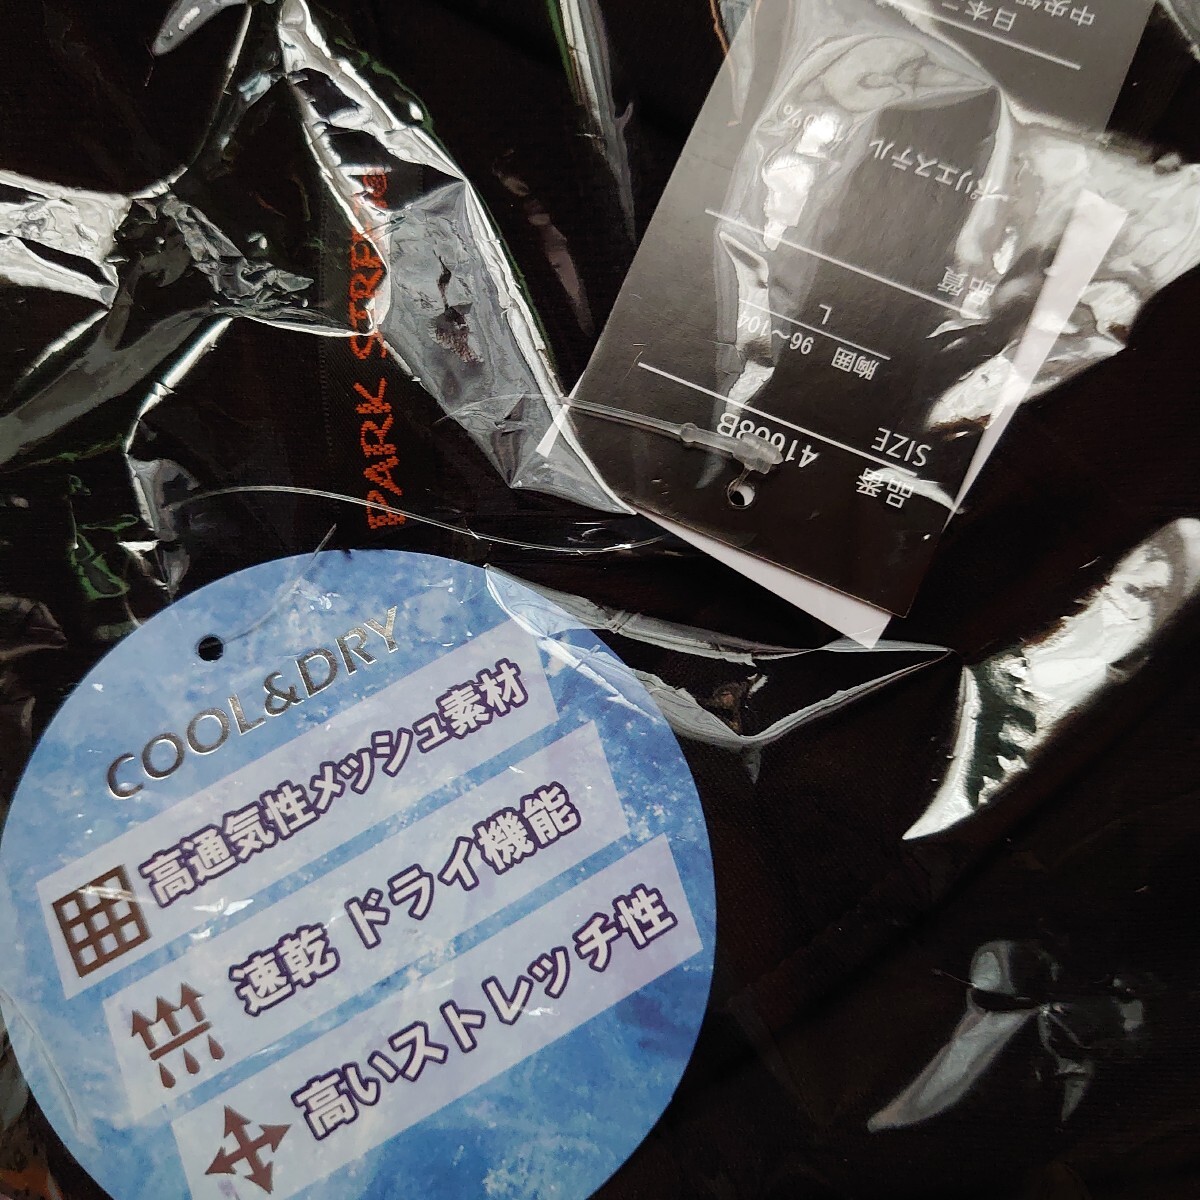 COOL&DRY
高通気性メッシュ素材
速乾 ドライ機能
高いストレッチ性
PARK
品番
SIZE
胸囲 96～104
L
品質
ポリエステル